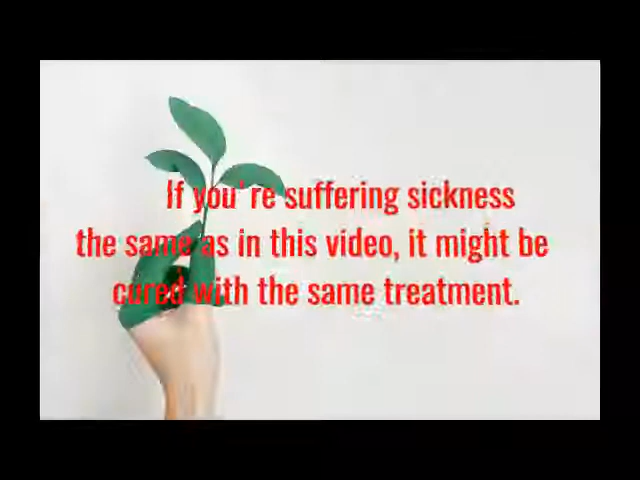 If you're suffering sickness
the same as in this video, it might be
cured with the same treatment.